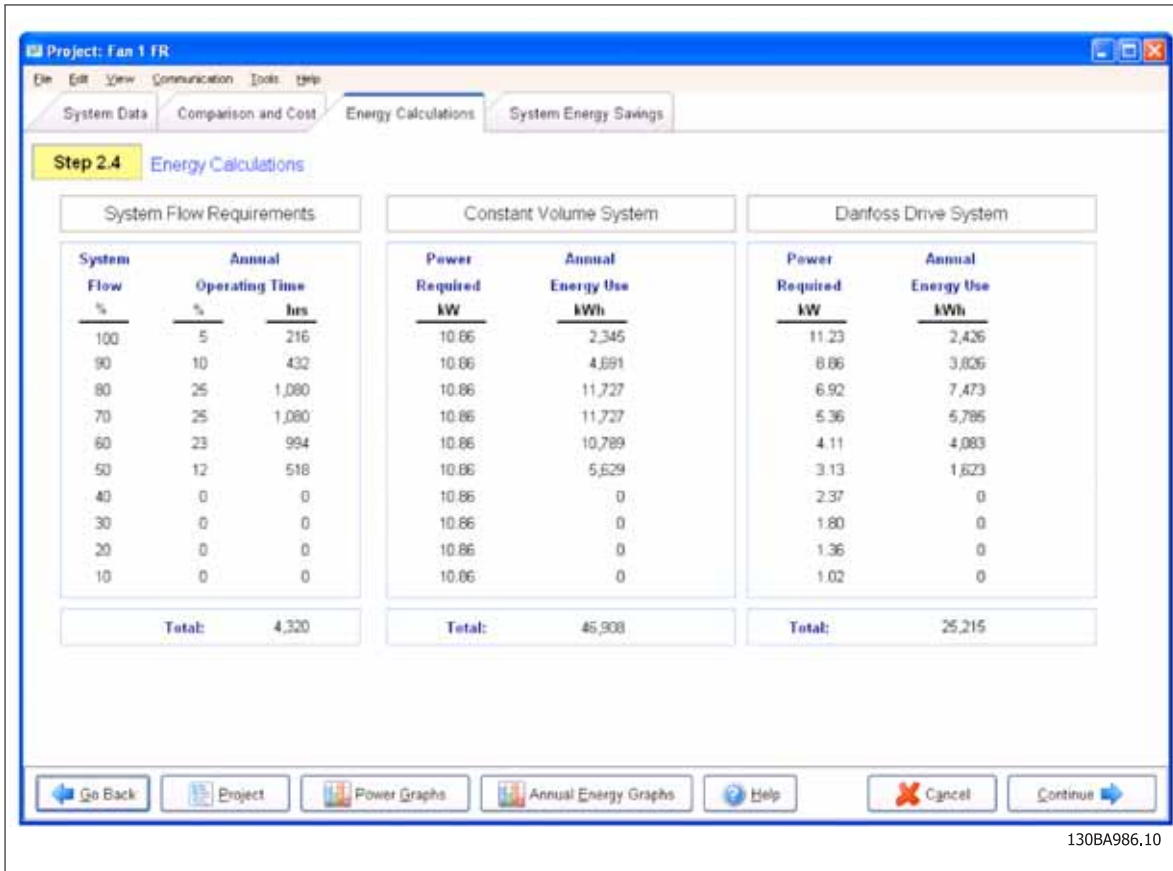 Project: Fan 1 FR
File Edit View Communication Tools Help
System Data Comparison and Cost Energy Calculations System Energy Savings
Step 2.4 Energy Calculations
System Flow Requirements Constant Volume System Danfoss Drive System
System Annual Power Annual Power Annual
Flow Operating Time Required Energy Use Required Energy Use
% % hrs kW kWh kW kWh
100 5 216 10.86 2,345 11.23 2,426
90 10 432 10.86 4,691 8.86 3,826
80 25 1,080 10.86 11,727 6.92 7,473
70 25 1,080 10.86 11,727 5.36 5,785
60 23 994 10.86 10,789 4.11 4,083
50 12 518 10.86 5,629 3.13 1,623
40 0 0 10.86 0 2.37 0
30 0 0 10.86 0 1.80 0
20 0 0 10.86 0 1.36 0
10 0 0 10.86 0 1.02 0
Total: 4,320 Total: 46,908 Total: 25,215
Go Back Project Power Graphs Annual Energy Graphs Help Cancel Continue
130BA986.10